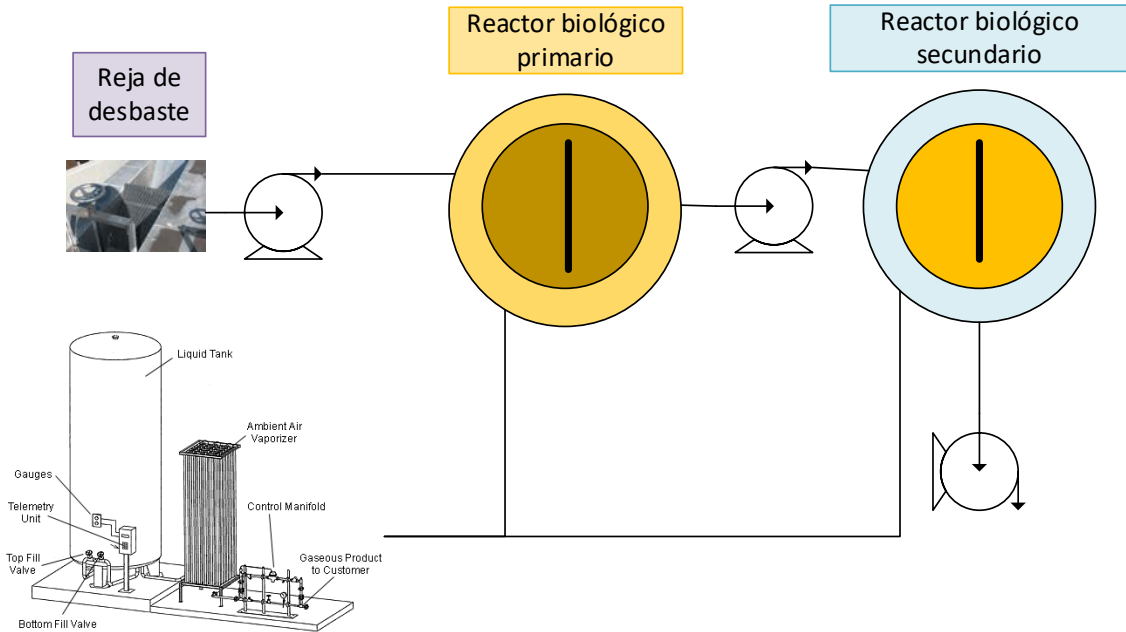 Reja de
desbaste
Reactor biológico
primario
Reactor biológico
secundario
Liquid Tank
Ambient Air
Vaporizer
Gauges
Telemetry
Unit
Control Manifold
Top Fill
Valve
Gaseous Product
to Customer
Bottom Fill Valve